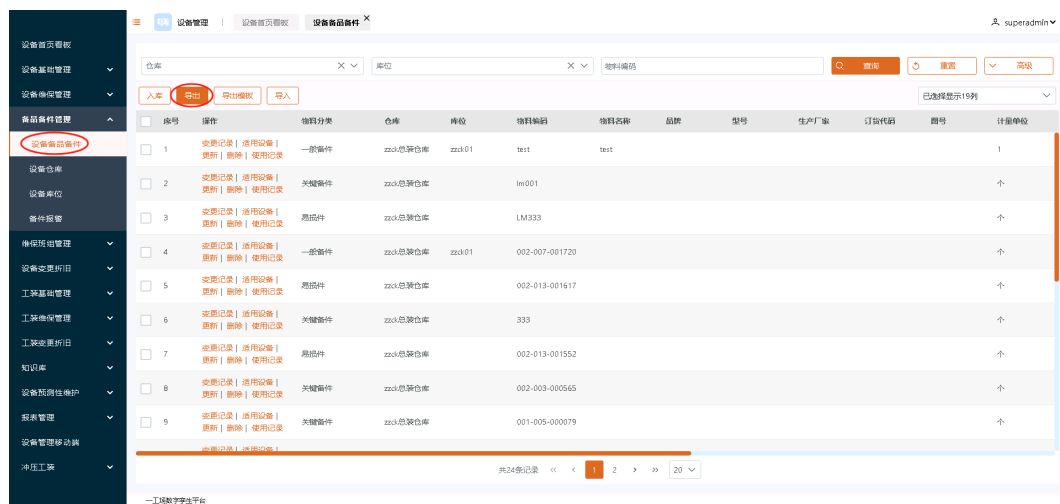 设备管理 | 设备首页看板 设备备品备件 × superadmin
设备首页看板
设备基础管理
设备维保管理
备品备件管理
设备备品备件
设备仓库
设备库位
备件报警
维保班组管理
设备变更折旧
工装基础管理
工装维保管理
工装变更折旧
知识库
设备预测性维护
报表管理
设备管理移动端
冲压工装
仓库 库位 物料编码 查询 重置 高级
入库 导出 导出模板 导入 已选择显示19列
序号 操作 物料分类 仓库 库位 物料编码 物料名称 品牌 型号 生产厂家 订货代码 图号 计量单位
1 变更记录 | 适用设备 | 一般备件 zzck总装仓库 zzck01 test test 1
更新 | 删除 | 使用记录
2 变更记录 | 适用设备 | 关键备件 zzck总装仓库 lm001 个
更新 | 删除 | 使用记录
3 变更记录 | 适用设备 | 易损件 zzck总装仓库 LM333 个
更新 | 删除 | 使用记录
4 变更记录 | 适用设备 | 一般备件 zzck总装仓库 zzck01 002-007-001720 个
更新 | 删除 | 使用记录
5 变更记录 | 适用设备 | 易损件 zzck总装仓库 002-013-001617 个
更新 | 删除 | 使用记录
6 变更记录 | 适用设备 | 关键备件 zzck总装仓库 333 个
更新 | 删除 | 使用记录
7 变更记录 | 适用设备 | 易损件 zzck总装仓库 002-013-001552 个
更新 | 删除 | 使用记录
8 变更记录 | 适用设备 | 关键备件 zzck总装仓库 002-003-000565 个
更新 | 删除 | 使用记录
9 变更记录 | 适用设备 | 关键备件 zzck总装仓库 001-005-000079 个
更新 | 删除 | 使用记录
变更记录 | 适用设备 |
共24条记录 << < 1 2 > >> 20
一工场数字孪生平台